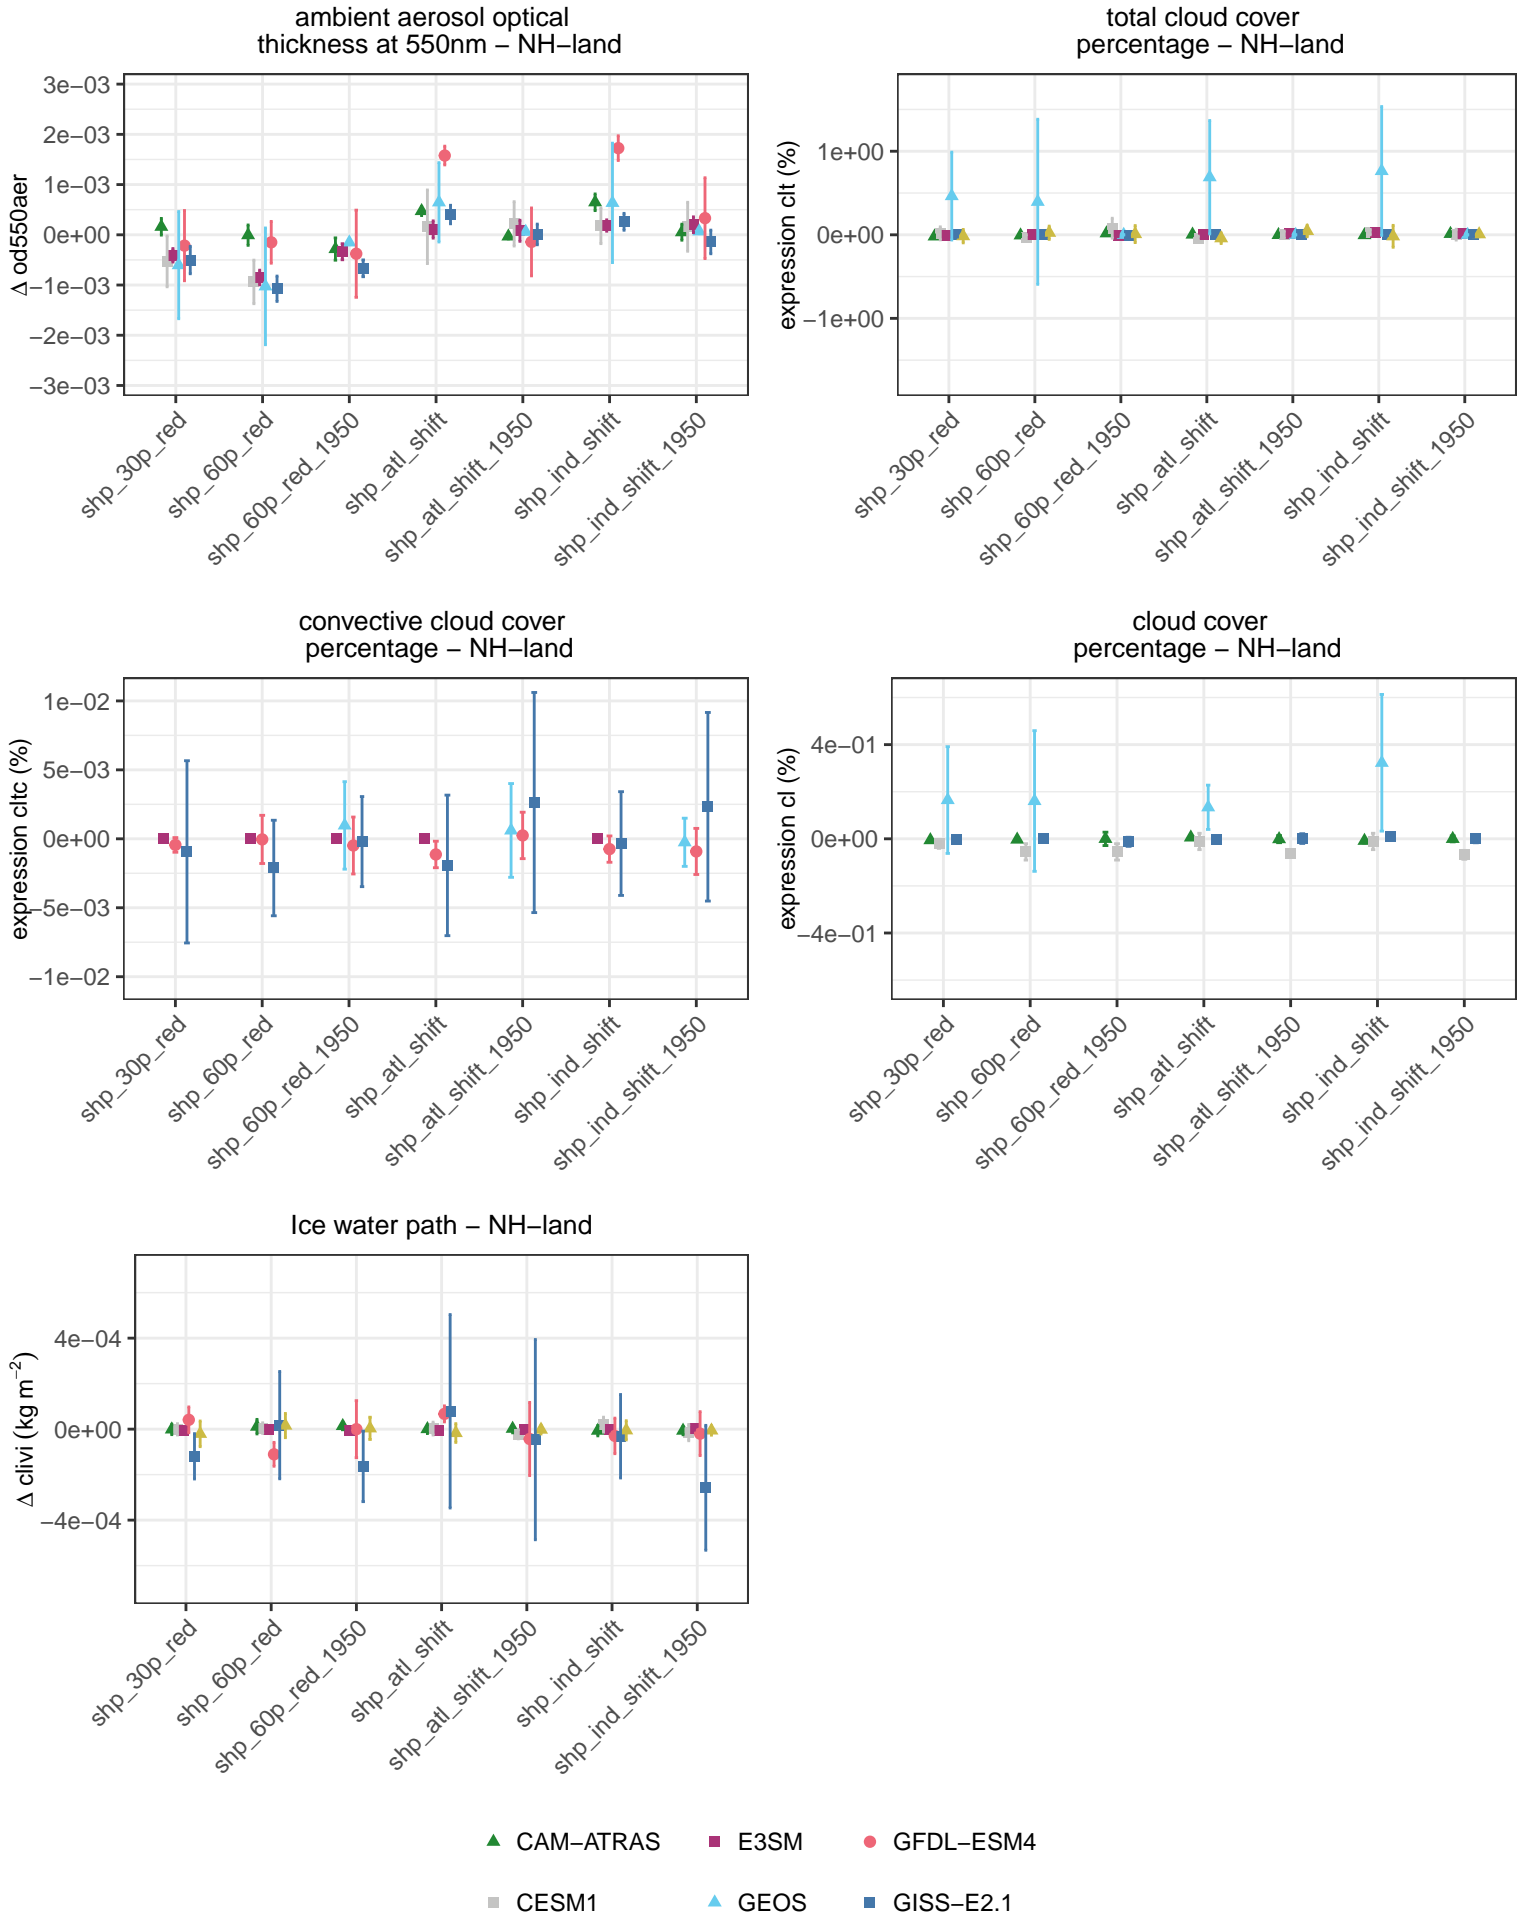 ambient aerosol optical
thickness at 550nm − NH−land
3e−03
2e−03
1e−03
0e+00
−1e−03
−2e−03
−3e−03
Δ od550aer
shp_30p_red
shp_60p_red
shp_60p_red_1950
shp_atl_shift
shp_atl_shift_1950
shp_ind_shift
shp_ind_shift_1950
total cloud cover
percentage − NH−land
1e+00
0e+00
−1e+00
expression clt (%)
shp_30p_red
shp_60p_red
shp_60p_red_1950
shp_atl_shift
shp_atl_shift_1950
shp_ind_shift
shp_ind_shift_1950
convective cloud cover
percentage − NH−land
1e−02
5e−03
0e+00
−5e−03
−1e−02
expression cltc (%)
shp_30p_red
shp_60p_red
shp_60p_red_1950
shp_atl_shift
shp_atl_shift_1950
shp_ind_shift
shp_ind_shift_1950
cloud cover
percentage − NH−land
4e−01
0e+00
−4e−01
expression cl (%)
shp_30p_red
shp_60p_red
shp_60p_red_1950
shp_atl_shift
shp_atl_shift_1950
shp_ind_shift
shp_ind_shift_1950
Ice water path − NH−land
4e−04
0e+00
−4e−04
Δ clivi (kg m⁻²)
shp_30p_red
shp_60p_red
shp_60p_red_1950
shp_atl_shift
shp_atl_shift_1950
shp_ind_shift
shp_ind_shift_1950
CAM−ATRAS
E3SM
GFDL−ESM4
CESM1
GEOS
GISS−E2.1